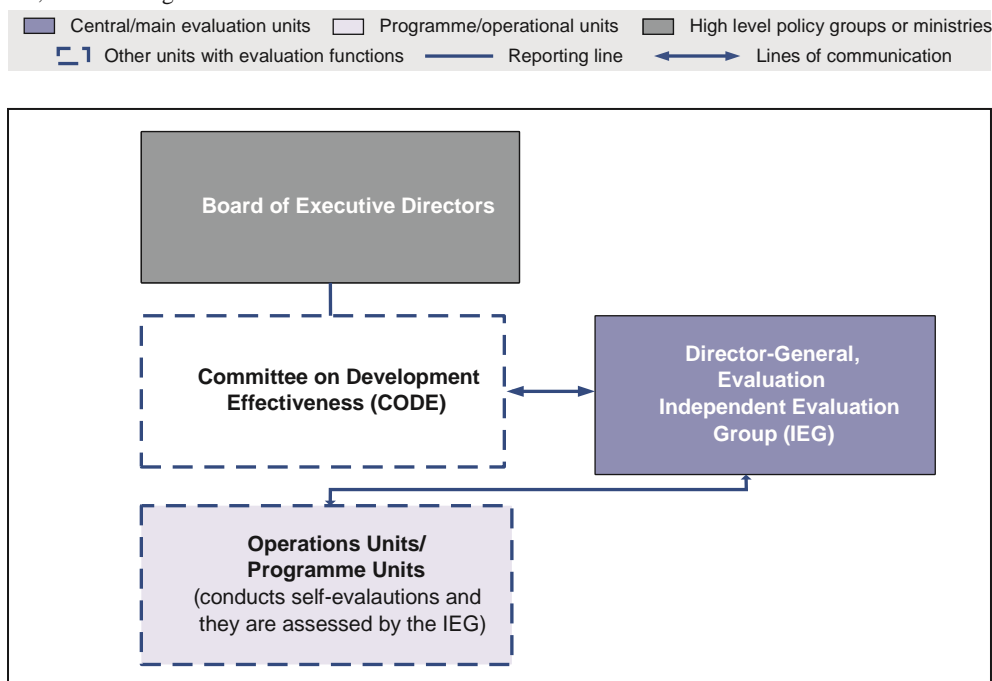 Central/main evaluation units Programme/operational units High level policy groups or ministries
Other units with evaluation functions Reporting line Lines of communication
Board of Executive Directors
Committee on Development
Effectiveness (CODE)
Director-General,
Evaluation
Independent Evaluation
Group (IEG)
Operations Units/
Programme Units
(conducts self-evalautions and
they are assessed by the IEG)